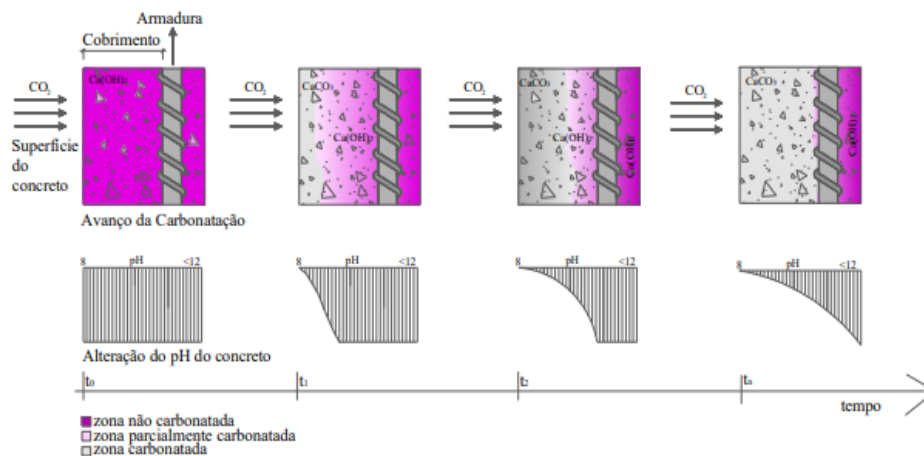 Armadura
Cobrimento
CO₂
Ca(OH)₂
Superfície
do
concreto
CO₂
CaCO₃
Ca(OH)₂
CO₂
CaCO₃
Ca(OH)₂
Ca(OH)₂
CO₂
CaCO₃
Ca(OH)₂
Avanço da Carbonatação
8 pH <12
8 pH <12
8 pH <12
8 pH <12
Alteração do pH do concreto
t₀
t₁
t₂
tₙ
tempo
zona não carbonatada
zona parcialmente carbonatada
zona carbonatada